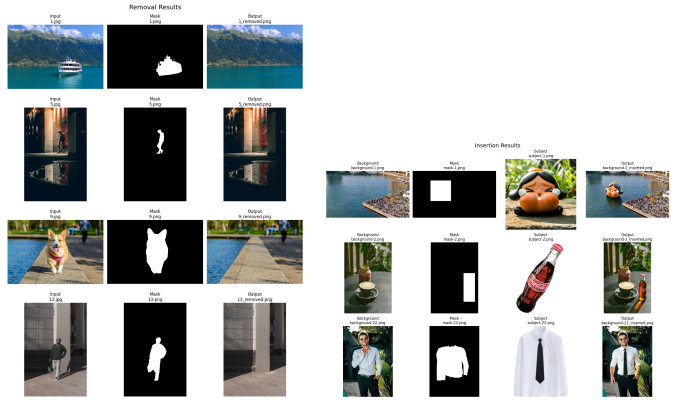 Removal Results
Input
1.jpg
Mask
1.png
Output
1_removed.png
Input
5.jpg
Mask
5.png
Output
5_removed.png
Input
9.jpg
Mask
9.png
Output
9_removed.png
Input
13.jpg
Mask
13.png
Output
13_removed.png
Insertion Results
Background
background-1.png
Mask
mask-1.png
Subject
subject-1.png
Output
background-1_inserted.png
Background
background-2.png
Mask
mask-2.png
Subject
subject-2.png
Output
background-2_inserted.png
Coca-Cola
Background
background-22.png
Mask
mask-22.png
Subject
subject-22.png
Output
background-22_inserted.png